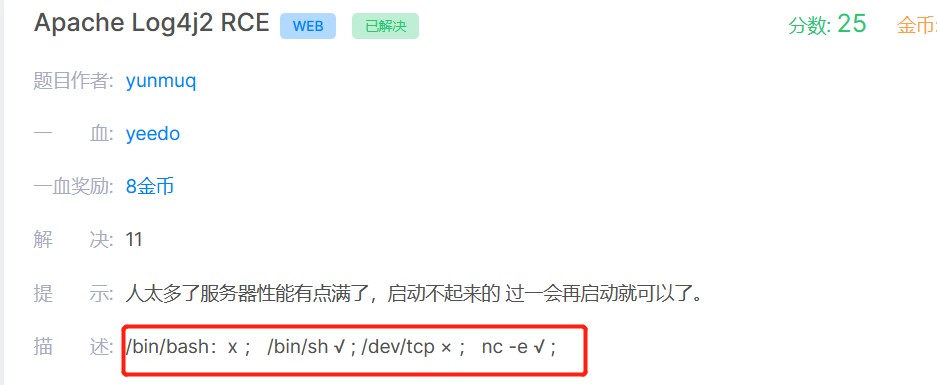 Apache Log4j2 RCE WEB 已解决 分数: 25 金币:
题目作者: yunmuq
一 血: yeedo
一血奖励: 8金币
解 决: 11
提 示: 人太多了服务器性能有点满了，启动不起来的 过一会再启动就可以了。
描 述: /bin/bash：x ； /bin/sh √ ; /dev/tcp × ； nc -e √ ;